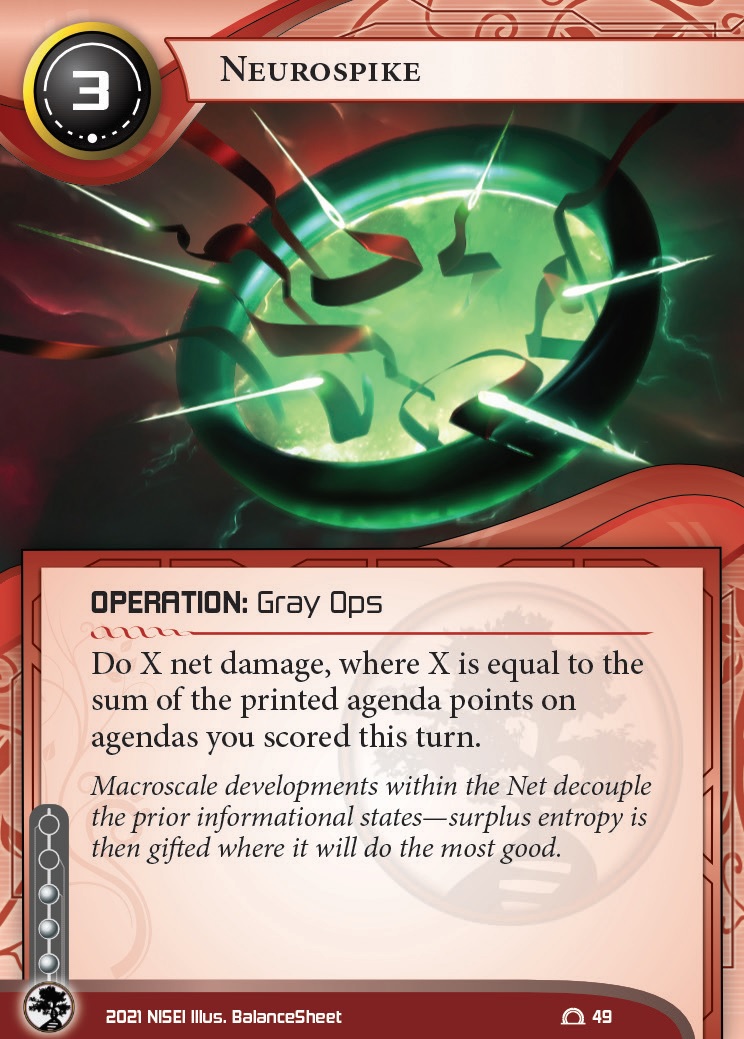 3
Neurospike
OPERATION: Gray Ops
Do X net damage, where X is equal to the
sum of the printed agenda points on
agendas you scored this turn.
Macroscale developments within the Net decouple
the prior informational states—surplus entropy is
then gifted where it will do the most good.
2021 NISEI Illus. BalanceSheet
49